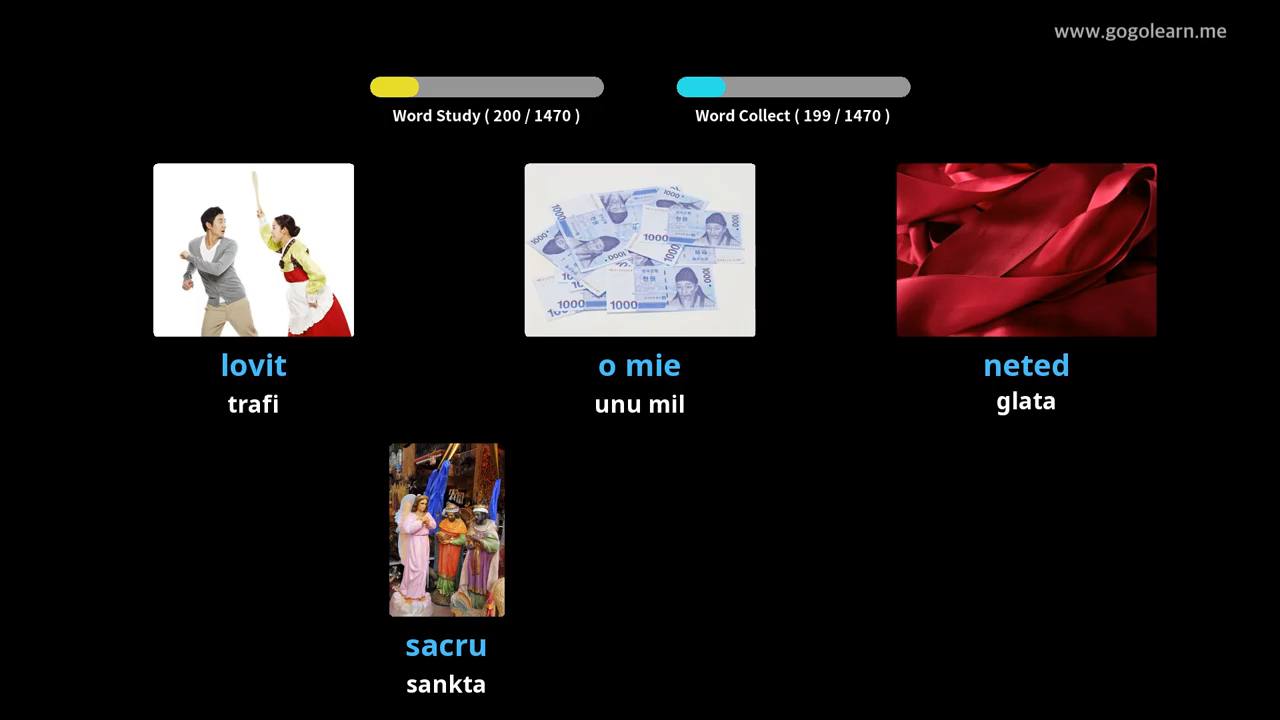 www.gogolearn.me
Word Study ( 200 / 1470 )
Word Collect ( 199 / 1470 )
lovit
o mie
neted
trafi
unu mil
glata
sacru
sankta